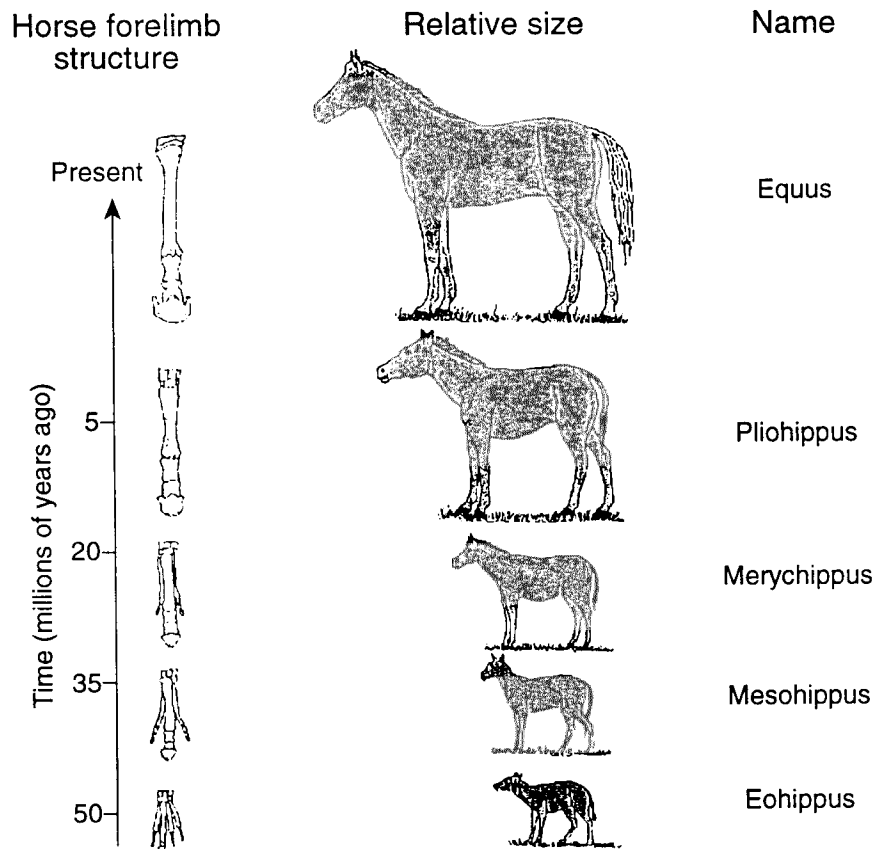 Horse forelimb
structure
Relative size
Name
Present
Equus
5
Pliohippus
20
Merychippus
35
Mesohippus
50
Eohippus
Time (millions of years ago)